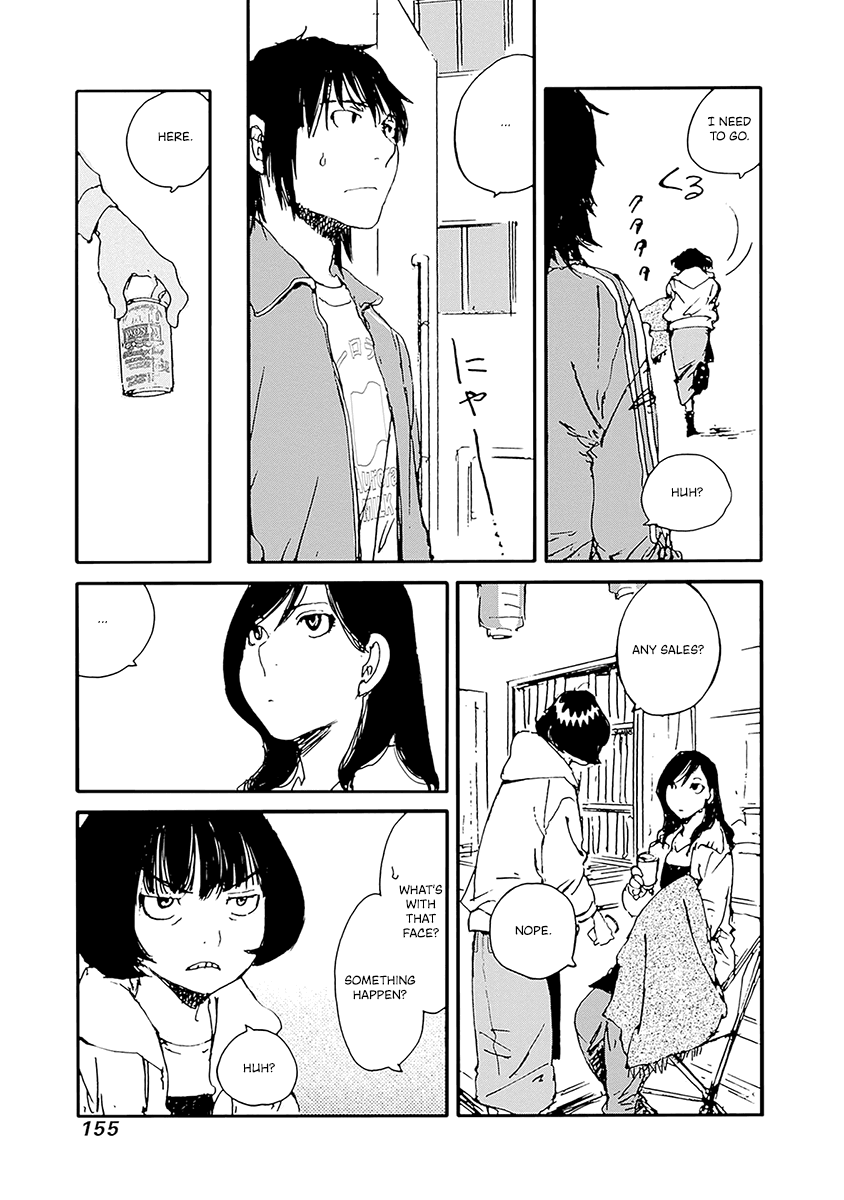 I NEED
TO GO.
くる
クタタタ
HUH?
...
にゃー
HERE.
ANY SALES?
NOPE.
...
WHAT'S
WITH
THAT
FACE?
SOMETHING
HAPPEN?
HUH?
155